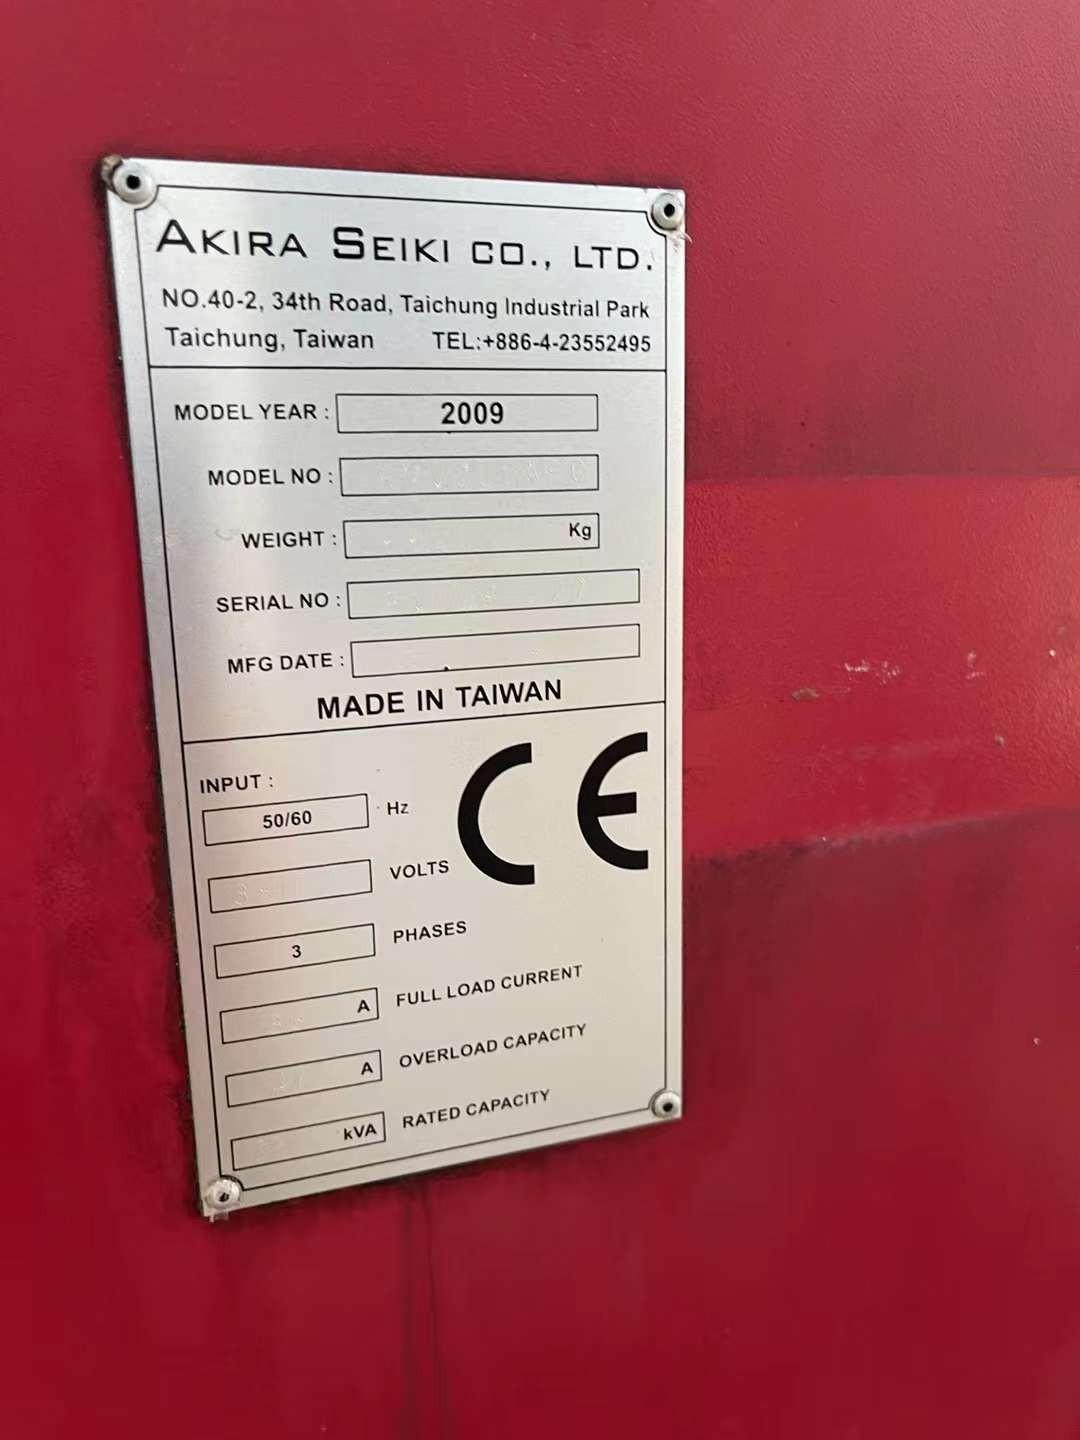 AKIRA SEIKI CO., LTD.
NO.40-2, 34th Road, Taichung Industrial Park
Taichung, Taiwan TEL:+886-4-23552495
MODEL YEAR : 2009
MODEL NO :
WEIGHT : Kg
SERIAL NO :
MFG DATE :
MADE IN TAIWAN
INPUT :
50/60 Hz
VOLTS
3 PHASES
A FULL LOAD CURRENT
A OVERLOAD CAPACITY
kVA RATED CAPACITY
CE